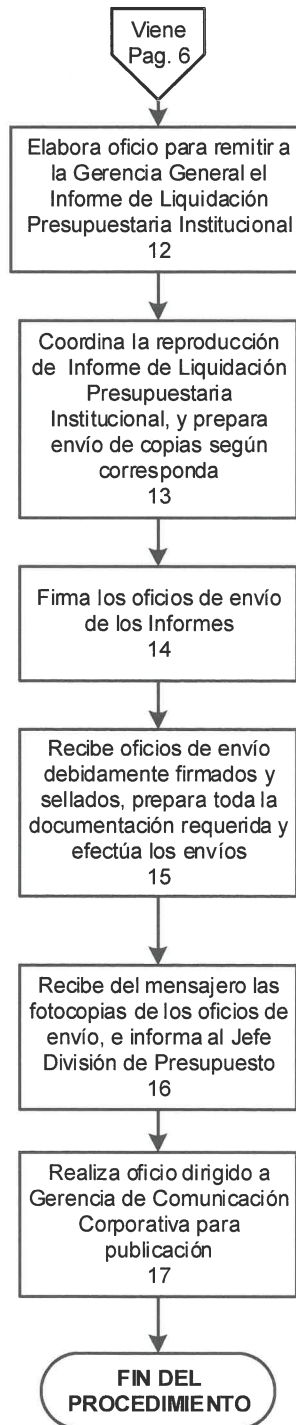 Viene
Pag. 6
Elabora oficio para remitir a
la Gerencia General el
Informe de Liquidación
Presupuestaria Institucional
12
Coordina la reproducción
de Informe de Liquidación
Presupuestaria
Institucional, y prepara
envío de copias según
corresponda
13
Firma los oficios de envío
de los Informes
14
Recibe oficios de envío
debidamente firmados y
sellados, prepara toda la
documentación requerida y
efectúa los envíos
15
Recibe del mensajero las
fotocopias de los oficios de
envío, e informa al Jefe
División de Presupuesto
16
Realiza oficio dirigido a
Gerencia de Comunicación
Corporativa para
publicación
17
FIN DEL
PROCEDIMIENTO